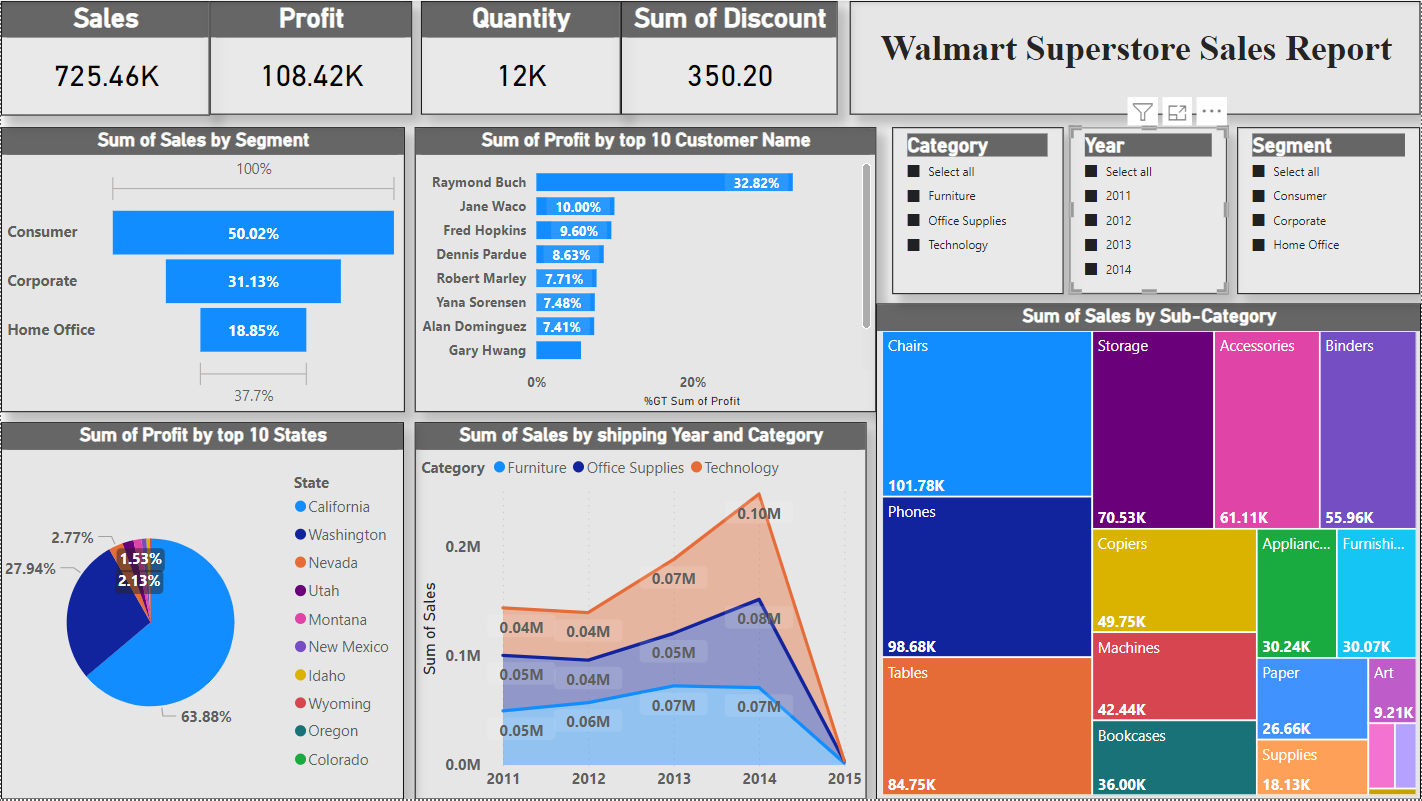 Sales
Profit
Quantity
Sum of Discount
725.46K
108.42K
12K
350.20
Walmart Superstore Sales Report
Sum of Sales by Segment
100%
Consumer
50.02%
Corporate
31.13%
Home Office
18.85%
37.7%
Sum of Profit by top 10 Customer Name
Raymond Buch
32.82%
Jane Waco
10.00%
Fred Hopkins
9.60%
Dennis Pardue
8.63%
Robert Marley
7.71%
Yana Sorensen
7.48%
Alan Dominguez
7.41%
Gary Hwang
0%
20%
%GT Sum of Profit
Category
Select all
Furniture
Office Supplies
Technology
Year
Select all
2011
2012
2013
2014
Segment
Select all
Consumer
Corporate
Home Office
Sum of Profit by top 10 States
2.77%
27.94%
1.53%
2.13%
63.88%
State
California
Washington
Nevada
Utah
Montana
New Mexico
Idaho
Wyoming
Oregon
Colorado
Sum of Sales by shipping Year and Category
Category
Furniture
Office Supplies
Technology
Sum of Sales
0.2M
0.1M
0.0M
0.10M
0.07M
0.04M
0.04M
0.08M
0.05M
0.05M
0.04M
0.07M
0.07M
0.06M
0.05M
2011
2012
2013
2014
2015
Sum of Sales by Sub-Category
Chairs
101.78K
Phones
98.68K
Tables
84.75K
Storage
70.53K
Accessories
61.11K
Binders
55.96K
Copiers
49.75K
Machines
42.44K
Bookcases
36.00K
Applianc...
30.24K
Furnishi...
30.07K
Paper
26.66K
Art
9.21K
Supplies
18.13K